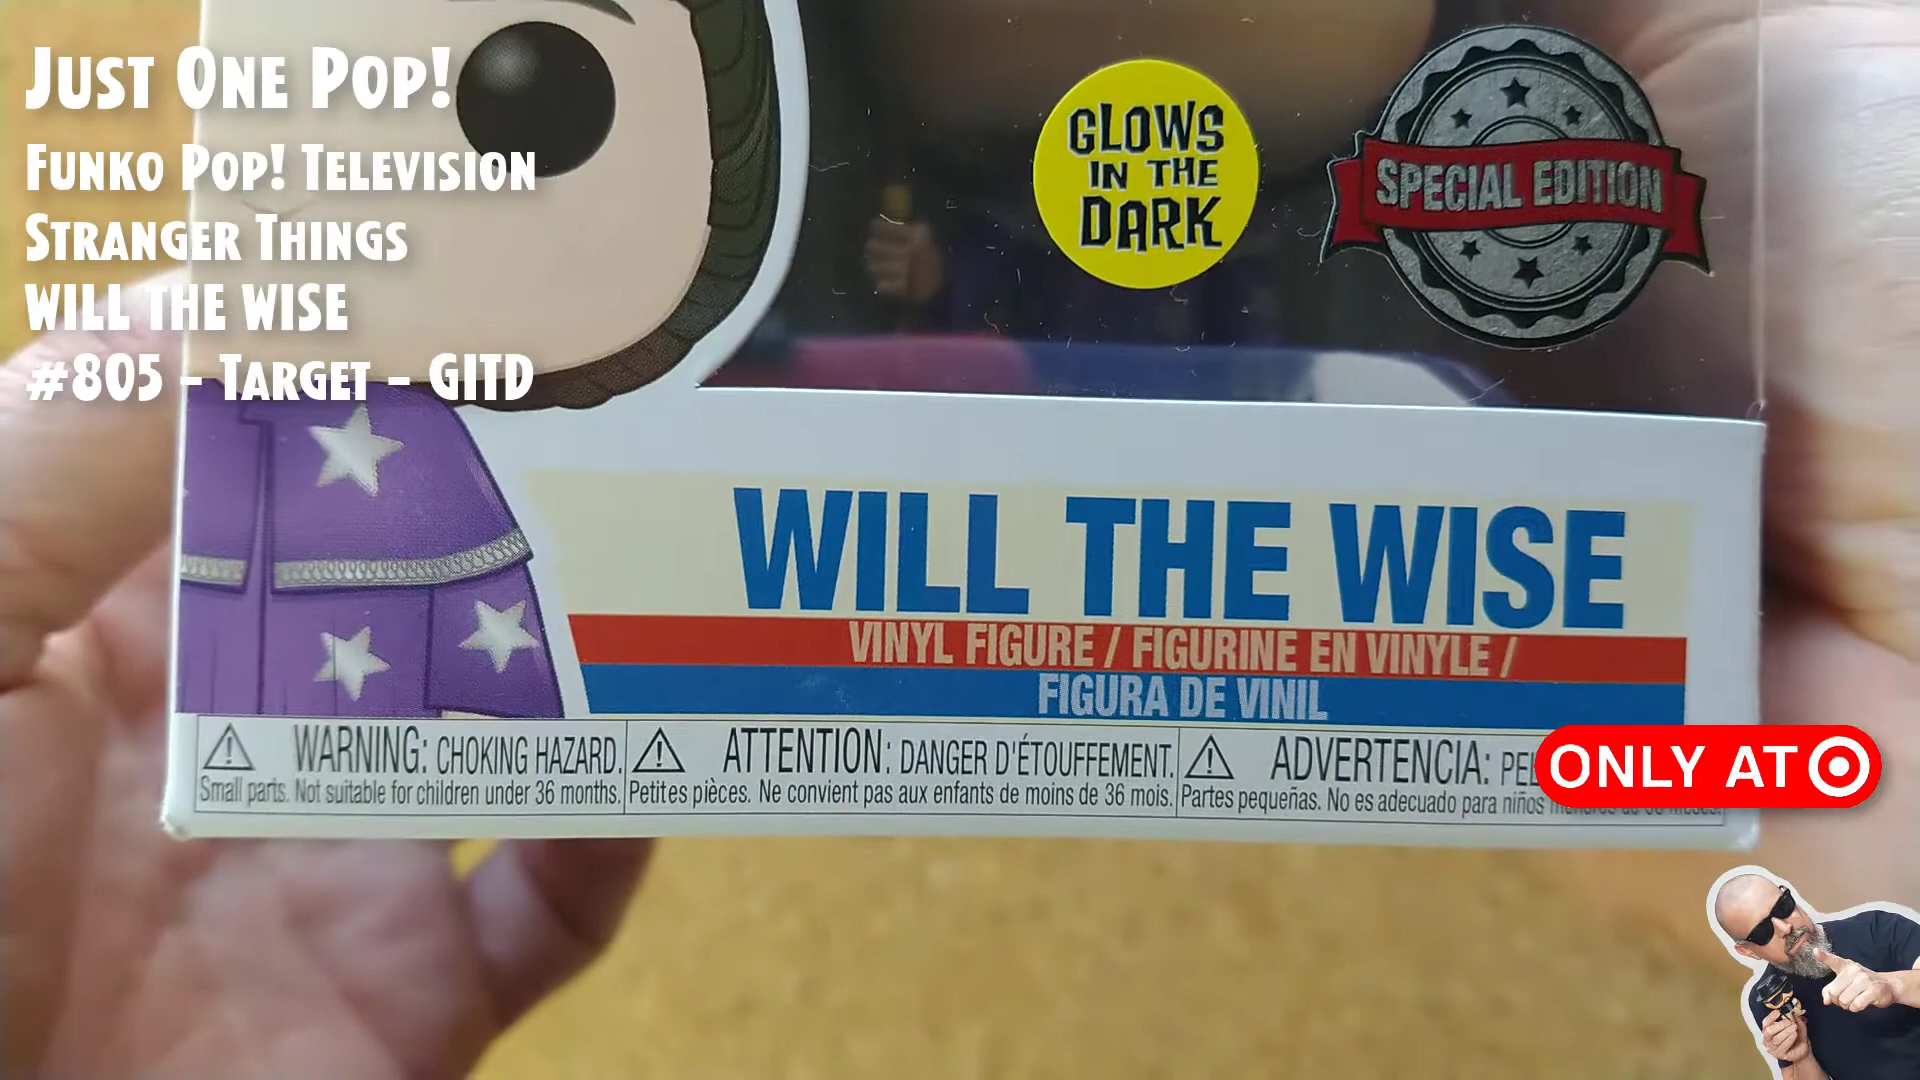 JUST ONE POP!
FUNKO POP! TELEVISION
STRANGER THINGS
WILL THE WISE
#805 - TARGET - GITD
GLOWS
IN THE
DARK
SPECIAL EDITION
WILL THE WISE
VINYL FIGURE / FIGURINE EN VINYLE /
FIGURA DE VINIL
WARNING: CHOKING HAZARD.
Small parts. Not suitable for children under 36 months.
ATTENTION: DANGER D'ÉTOUFFEMENT.
Petites pièces. Ne convient pas aux enfants de moins de 36 mois.
ADVERTENCIA:
Partes pequeñas. No es adecuado para niños
ONLY AT